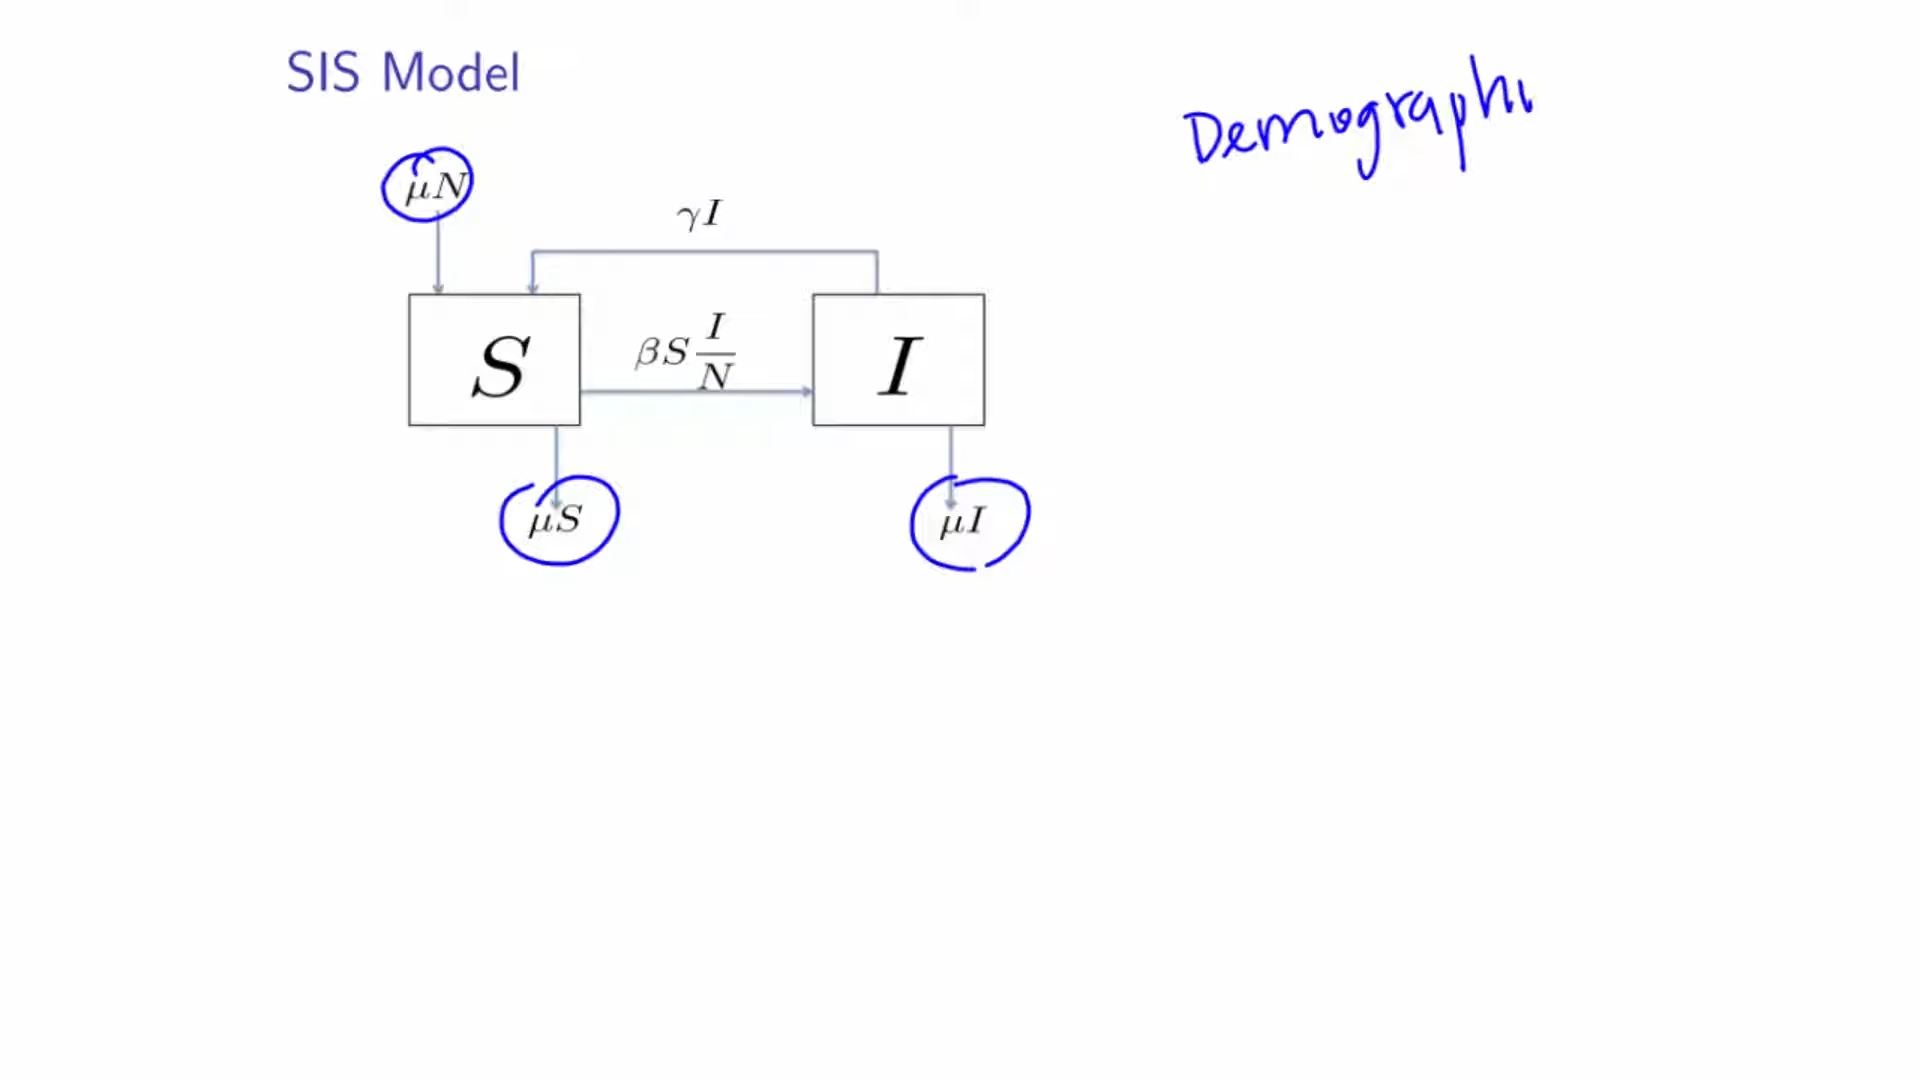 SIS Model
Demographi
μN
γI
βS I/N
S
I
μS
μI